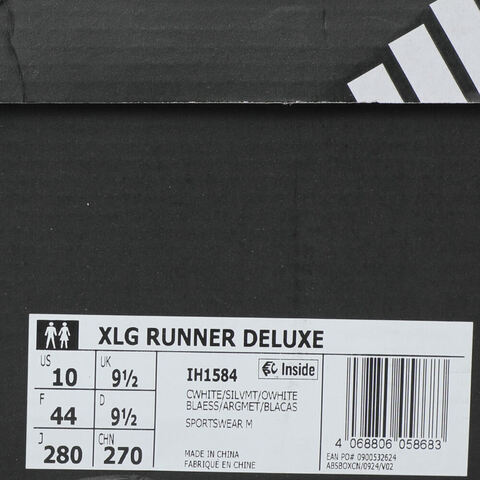 XLG RUNNER DELUXE
US 10 UK 9½
F 44 D 9½
J 280 CHN 270
IH1584 Inside
CWHITE/SILVMT/OWHITE
BLAESS/ARGMET/BLACAS
SPORTSWEAR M
MADE IN CHINA
FABRIQUÉ EN CHINE
4 068806 058683
EAN PO# 0900532624
ABSBOXCN/0924/V02